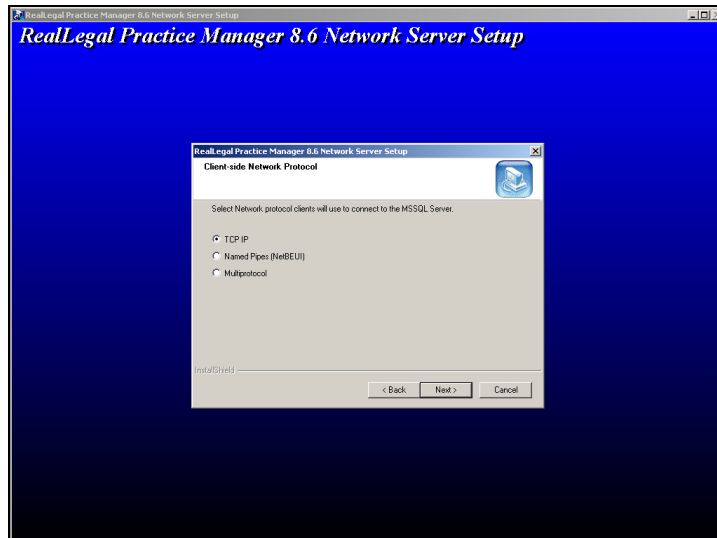 RealLegal Practice Manager 8.6 Network Server Setup
RealLegal Practice Manager 8.6 Network Server Setup
RealLegal Practice Manager 8.6 Network Server Setup
Client-side Network Protocol
Select Network protocol clients will use to connect to the MSSQL Server.
TCP IP
Named Pipes (NetBEUI)
Multiprotocol
InstallShield
< Back Next > Cancel